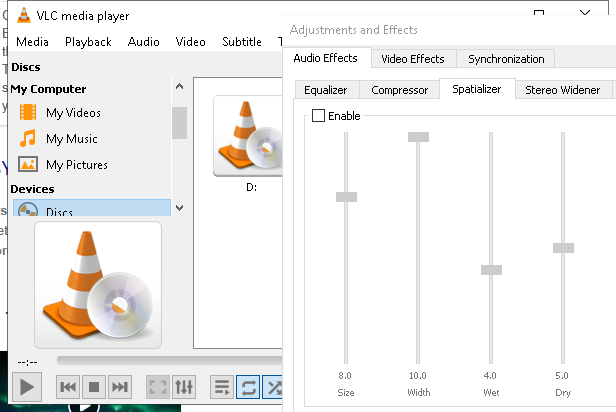 VLC media player
Media Playback Audio Video Subtitle T
Discs
My Computer
My Videos
My Music
My Pictures
Devices
Discs
D:
--:--
Adjustments and Effects
Audio Effects Video Effects Synchronization
Equalizer Compressor Spatializer Stereo Widener
Enable
8.0 10.0 4.0 5.0
Size Width Wet Dry